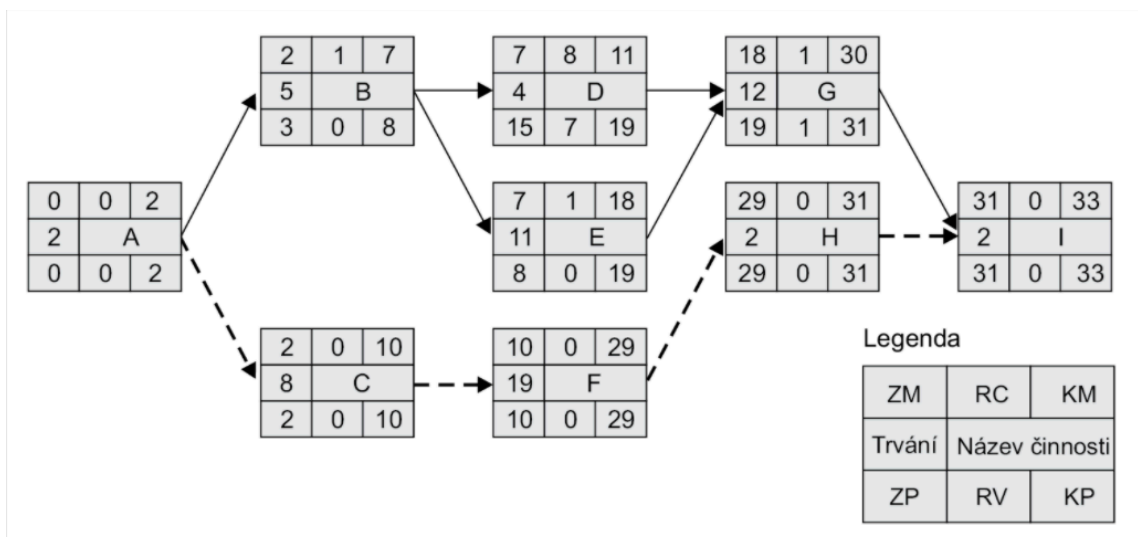 2 1 7
5 B
3 0 8
7 8 11
4 D
15 7 19
18 1 30
12 G
19 1 31
0 0 2
2 A
0 0 2
7 1 18
11 E
8 0 19
29 0 31
2 H
29 0 31
31 0 33
2 I
31 0 33
2 0 10
8 C
2 0 10
10 0 29
19 F
10 0 29
Legenda
ZM RC KM
Trvání Název činnosti
ZP RV KP